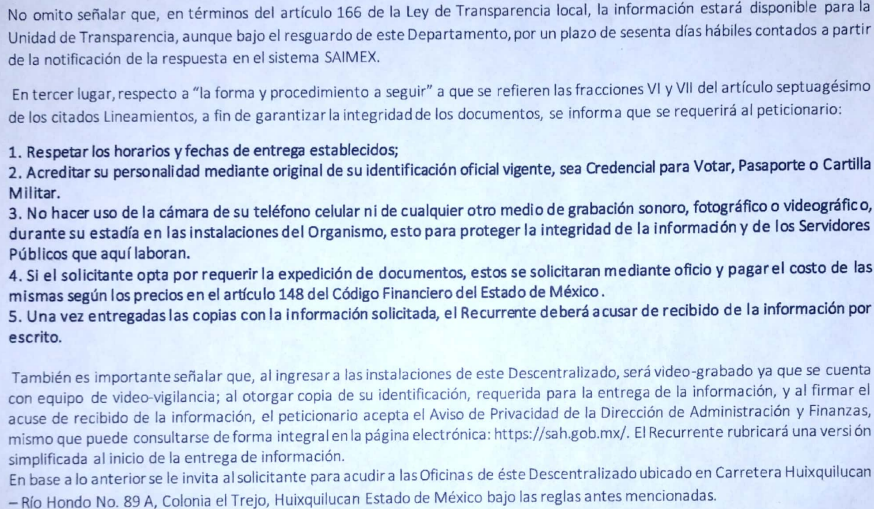 No omito señalar que, en términos del artículo 166 de la Ley de Transparencia local, la información estará disponible para la
Unidad de Transparencia, aunque bajo el resguardo de este Departamento, por un plazo de sesenta días hábiles contados a partir
de la notificación de la respuesta en el sistema SAIMEX.
En tercer lugar, respecto a "la forma y procedimiento a seguir" a que se refieren las fracciones VI y VII del artículo septuagésimo
de los citados Lineamientos, a fin de garantizar la integridad de los documentos, se informa que se requerirá al peticionario:
1. Respetar los horarios y fechas de entrega establecidos;
2. Acreditar su personalidad mediante original de su identificación oficial vigente, sea Credencial para Votar, Pasaporte o Cartilla
Militar.
3. No hacer uso de la cámara de su teléfono celular ni de cualquier otro medio de grabación sonoro, fotográfico o videográfico,
durante su estadía en las instalaciones del Organismo, esto para proteger la integridad de la información y de los Servidores
Públicos que aquí laboran.
4. Si el solicitante opta por requerir la expedición de documentos, estos se solicitaran mediante oficio y pagar el costo de las
mismas según los precios en el artículo 148 del Código Financiero del Estado de México.
5. Una vez entregadas las copias con la información solicitada, el Recurrente deberá acusar de recibido de la información por
escrito.
También es importante señalar que, al ingresar a las instalaciones de este Descentralizado, será video-grabado ya que se cuenta
con equipo de video-vigilancia; al otorgar copia de su identificación, requerida para la entrega de la información, y al firmar el
acuse de recibido de la información, el peticionario acepta el Aviso de Privacidad de la Dirección de Administración y Finanzas,
mismo que puede consultarse de forma integral en la página electrónica: https://sah.gob.mx/. El Recurrente rubricará una versión
simplificada al inicio de la entrega de información.
En base a lo anterior se le invita al solicitante para acudir a las Oficinas de éste Descentralizado ubicado en Carretera Huixquilucan
– Río Hondo No. 89 A, Colonia el Trejo, Huixquilucan Estado de México bajo las reglas antes mencionadas.